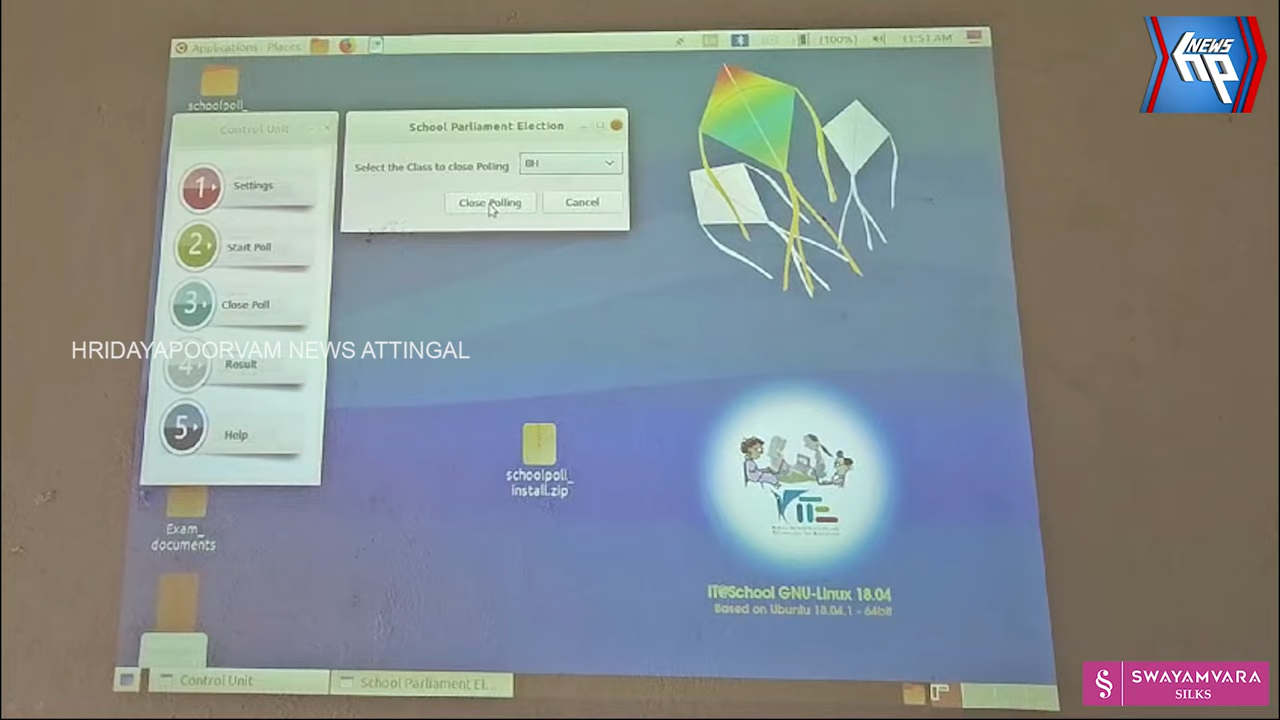 Applications Places
(100%) 11:51 AM
NEWS
hp
schoolpoll_
Control Unit
School Parliament Election
Select the Class to close Polling
8H
Close Polling
Cancel
1
Settings
2
Start Poll
3
Close Poll
HRIDAYAPOORVAM NEWS ATTINGAL
4
Result
5
Help
schoolpoll_
install.zip
Exam_
documents
ITE
IT@School GNU-Linux 18.04
Based on Ubuntu 18.04.1 - 64bit
Control Unit
School Parliament El...
SWAYAMVARA
SILKS